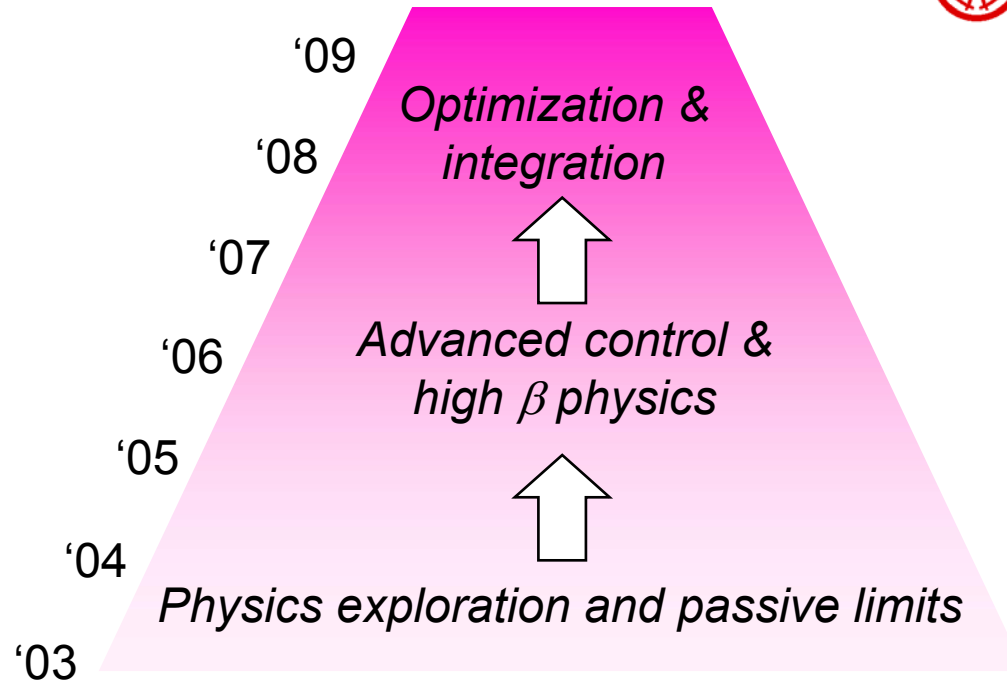 ‘09
Optimization &
‘08
integration
‘07
Advanced control &
‘06
high β physics
‘05
‘04
Physics exploration and passive limits
‘03